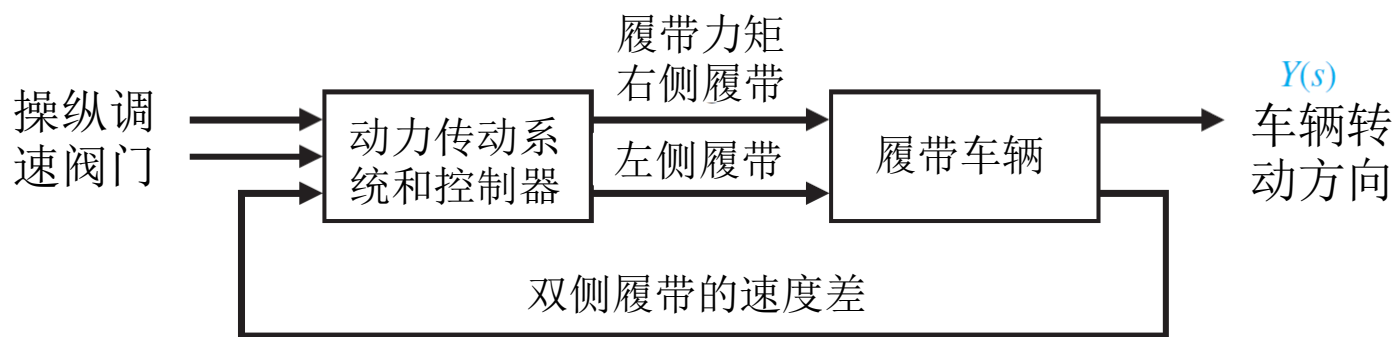 操纵调
速阀门
动力传动系
统和控制器
履带力矩
右侧履带
左侧履带
履带车辆
Y(s)
车辆转
动方向
双侧履带的速度差